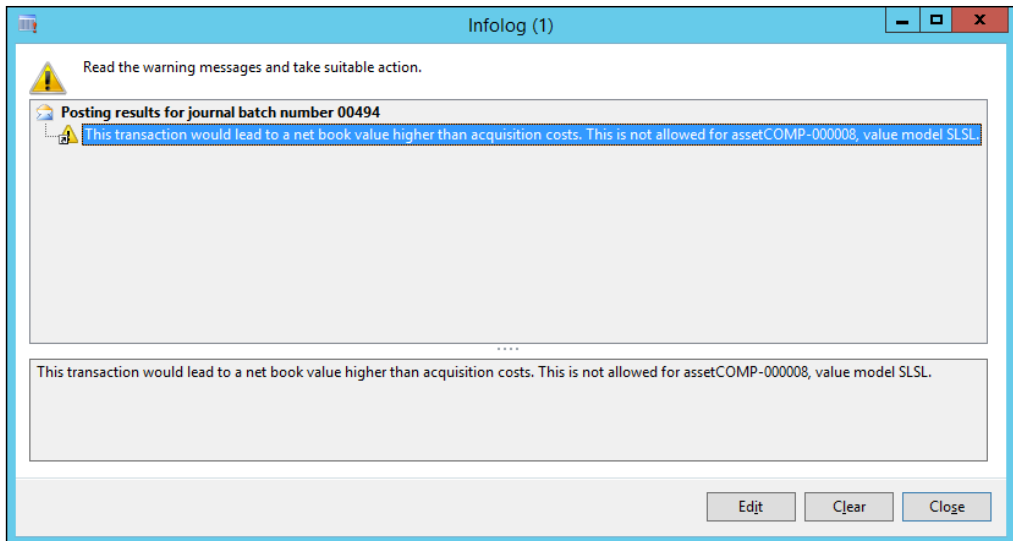 Infolog (1)
Read the warning messages and take suitable action.
Posting results for journal batch number 00494
This transaction would lead to a net book value higher than acquisition costs. This is not allowed for assetCOMP-000008, value model SLSL.
This transaction would lead to a net book value higher than acquisition costs. This is not allowed for assetCOMP-000008, value model SLSL.
Edit Clear Close